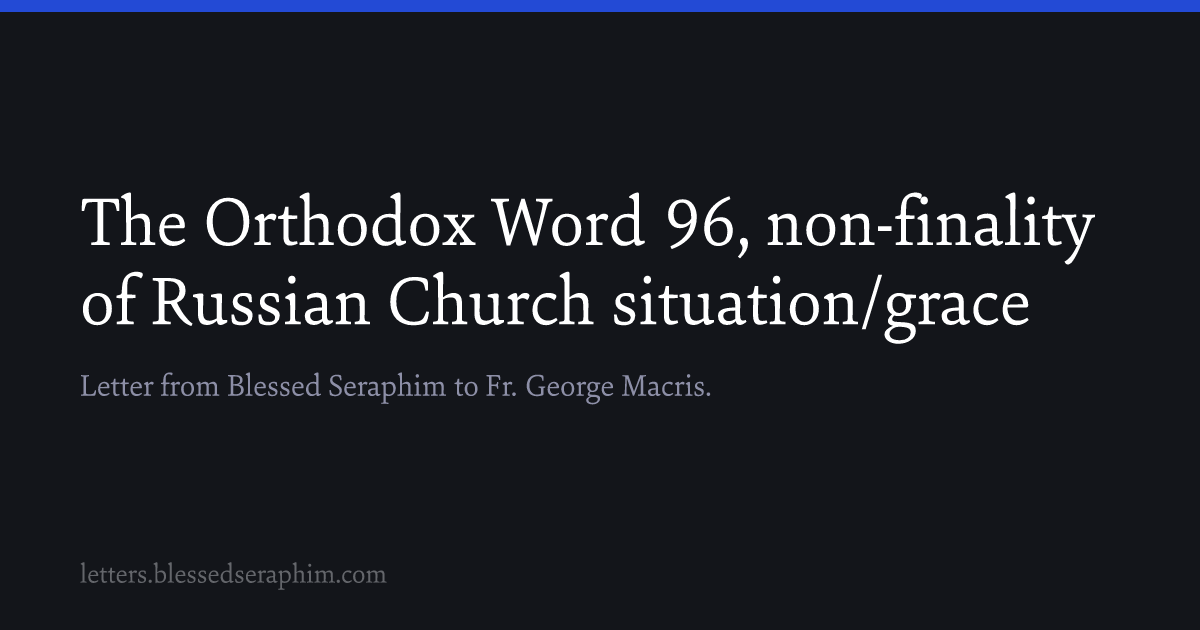 The Orthodox Word 96, non-finality
of Russian Church situation/grace
Letter from Blessed Seraphim to Fr. George Macris.
letters.blessedseraphim.com